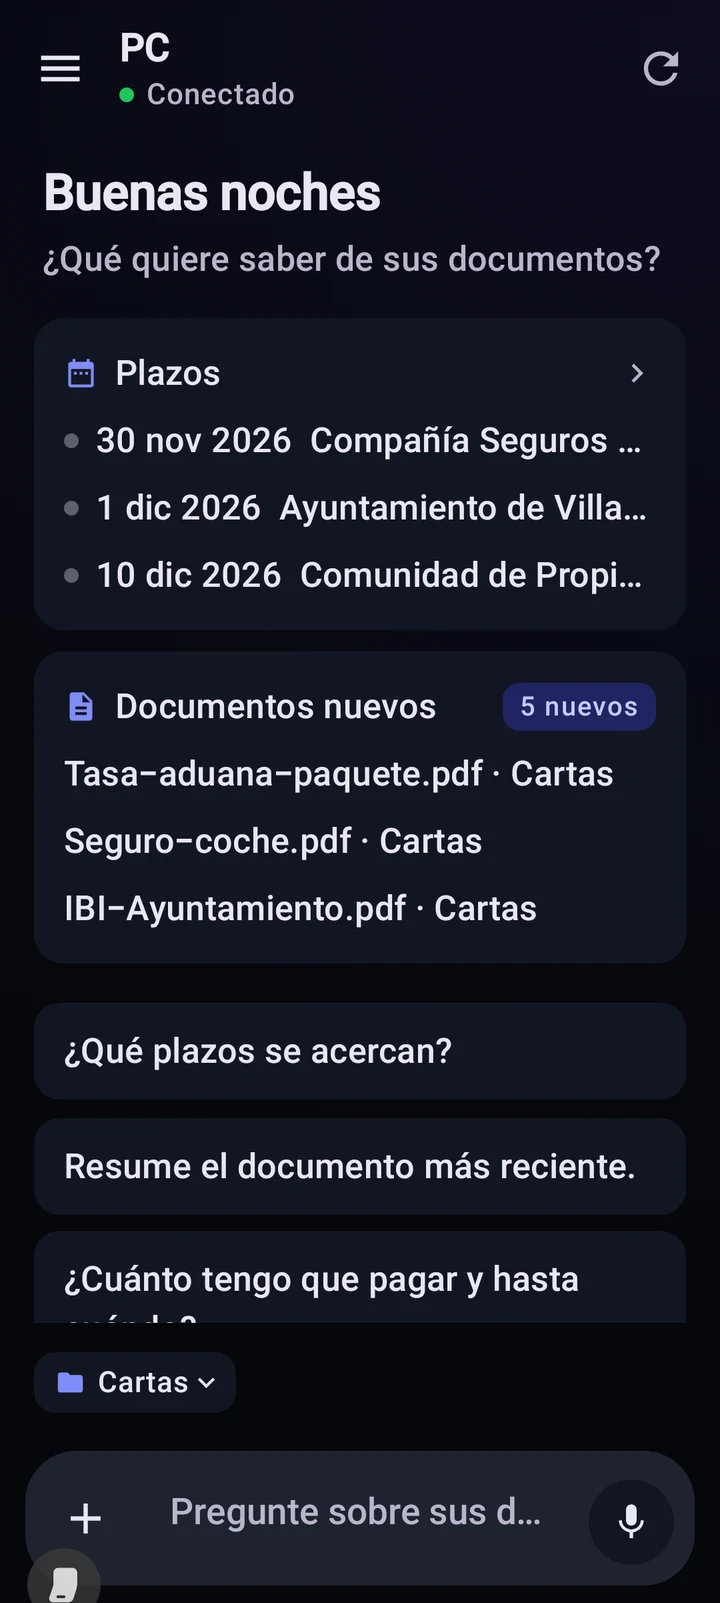 PC
Conectado
Buenas noches
¿Qué quiere saber de sus documentos?
Plazos
30 nov 2026 Compañía Seguros ...
1 dic 2026 Ayuntamiento de Villa...
10 dic 2026 Comunidad de Propi...
Documentos nuevos 5 nuevos
Tasa-aduana-paquete.pdf · Cartas
Seguro-coche.pdf · Cartas
IBI-Ayuntamiento.pdf · Cartas
¿Qué plazos se acercan?
Resume el documento más reciente.
¿Cuánto tengo que pagar y hasta
Cartas
Pregunte sobre sus d...